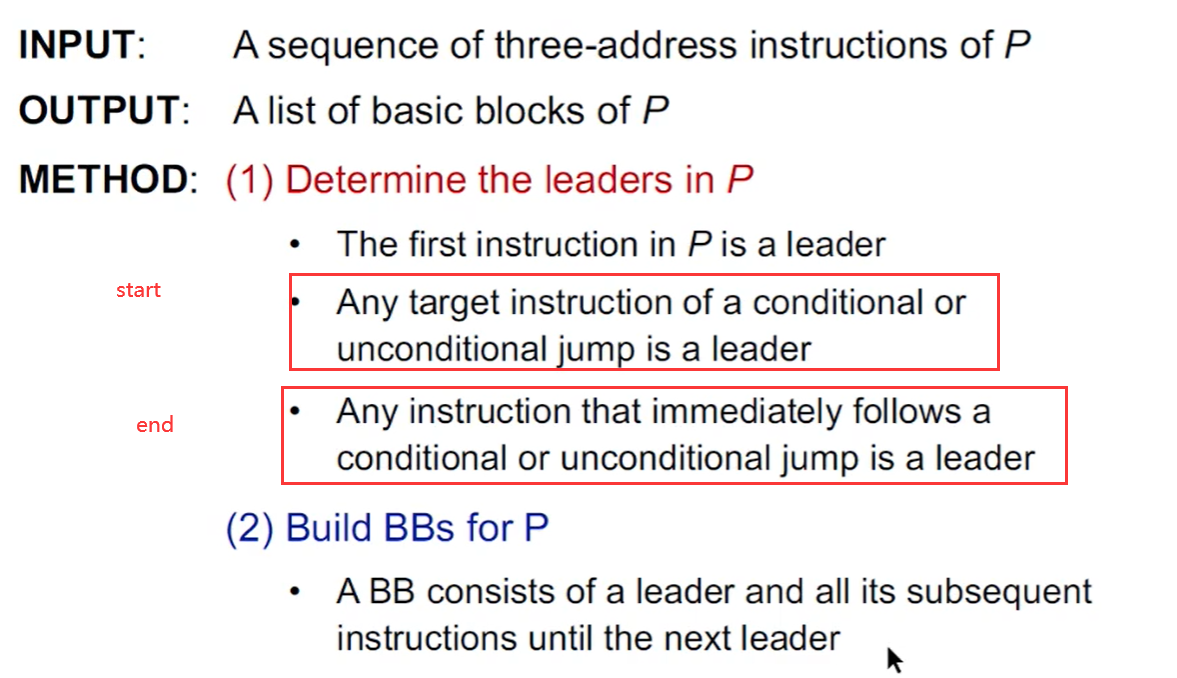 INPUT: A sequence of three-address instructions of P
OUTPUT: A list of basic blocks of P
METHOD: (1) Determine the leaders in P
• The first instruction in P is a leader
start
• Any target instruction of a conditional or
unconditional jump is a leader
end
• Any instruction that immediately follows a
conditional or unconditional jump is a leader
(2) Build BBs for P
• A BB consists of a leader and all its subsequent
instructions until the next leader